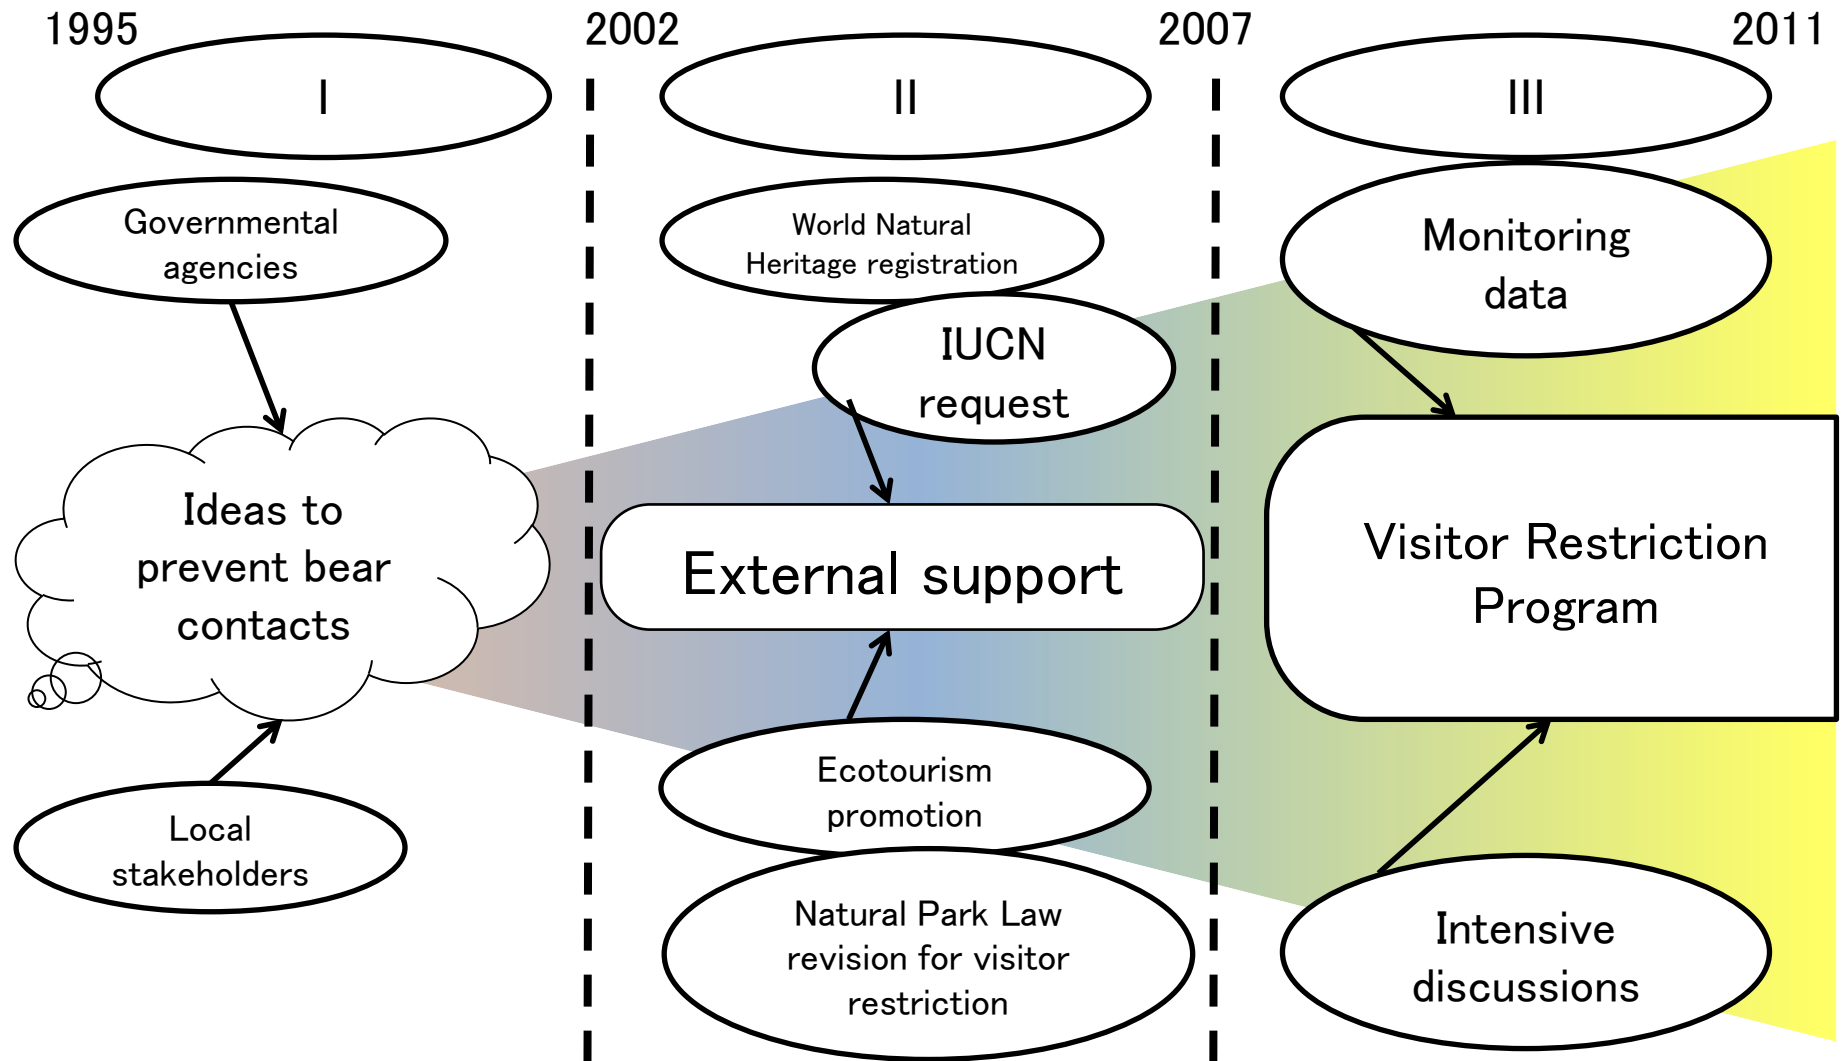 1995
2002
2007
2011
I
II
III
Governmental
agencies
World Natural
Heritage registration
Monitoring
data
IUCN
request
Ideas to
prevent bear
contacts
External support
Visitor Restriction
Program
Local
stakeholders
Ecotourism
promotion
Natural Park Law
revision for visitor
restriction
Intensive
discussions